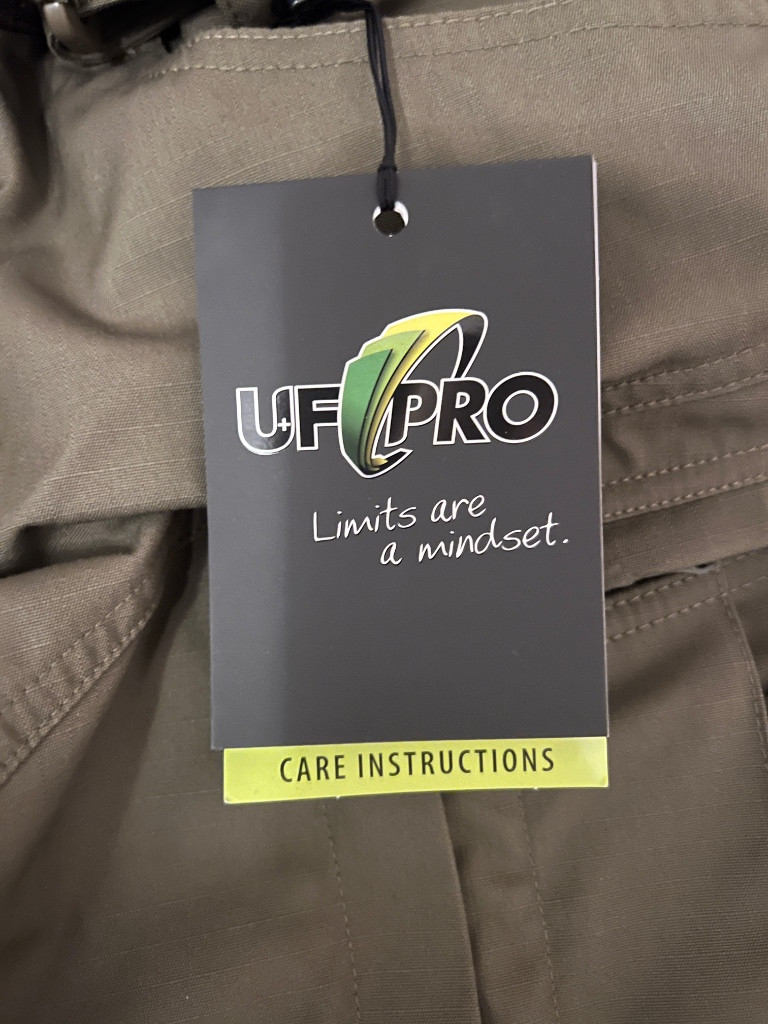 UF PRO
Limits are
a mindset.
CARE INSTRUCTIONS